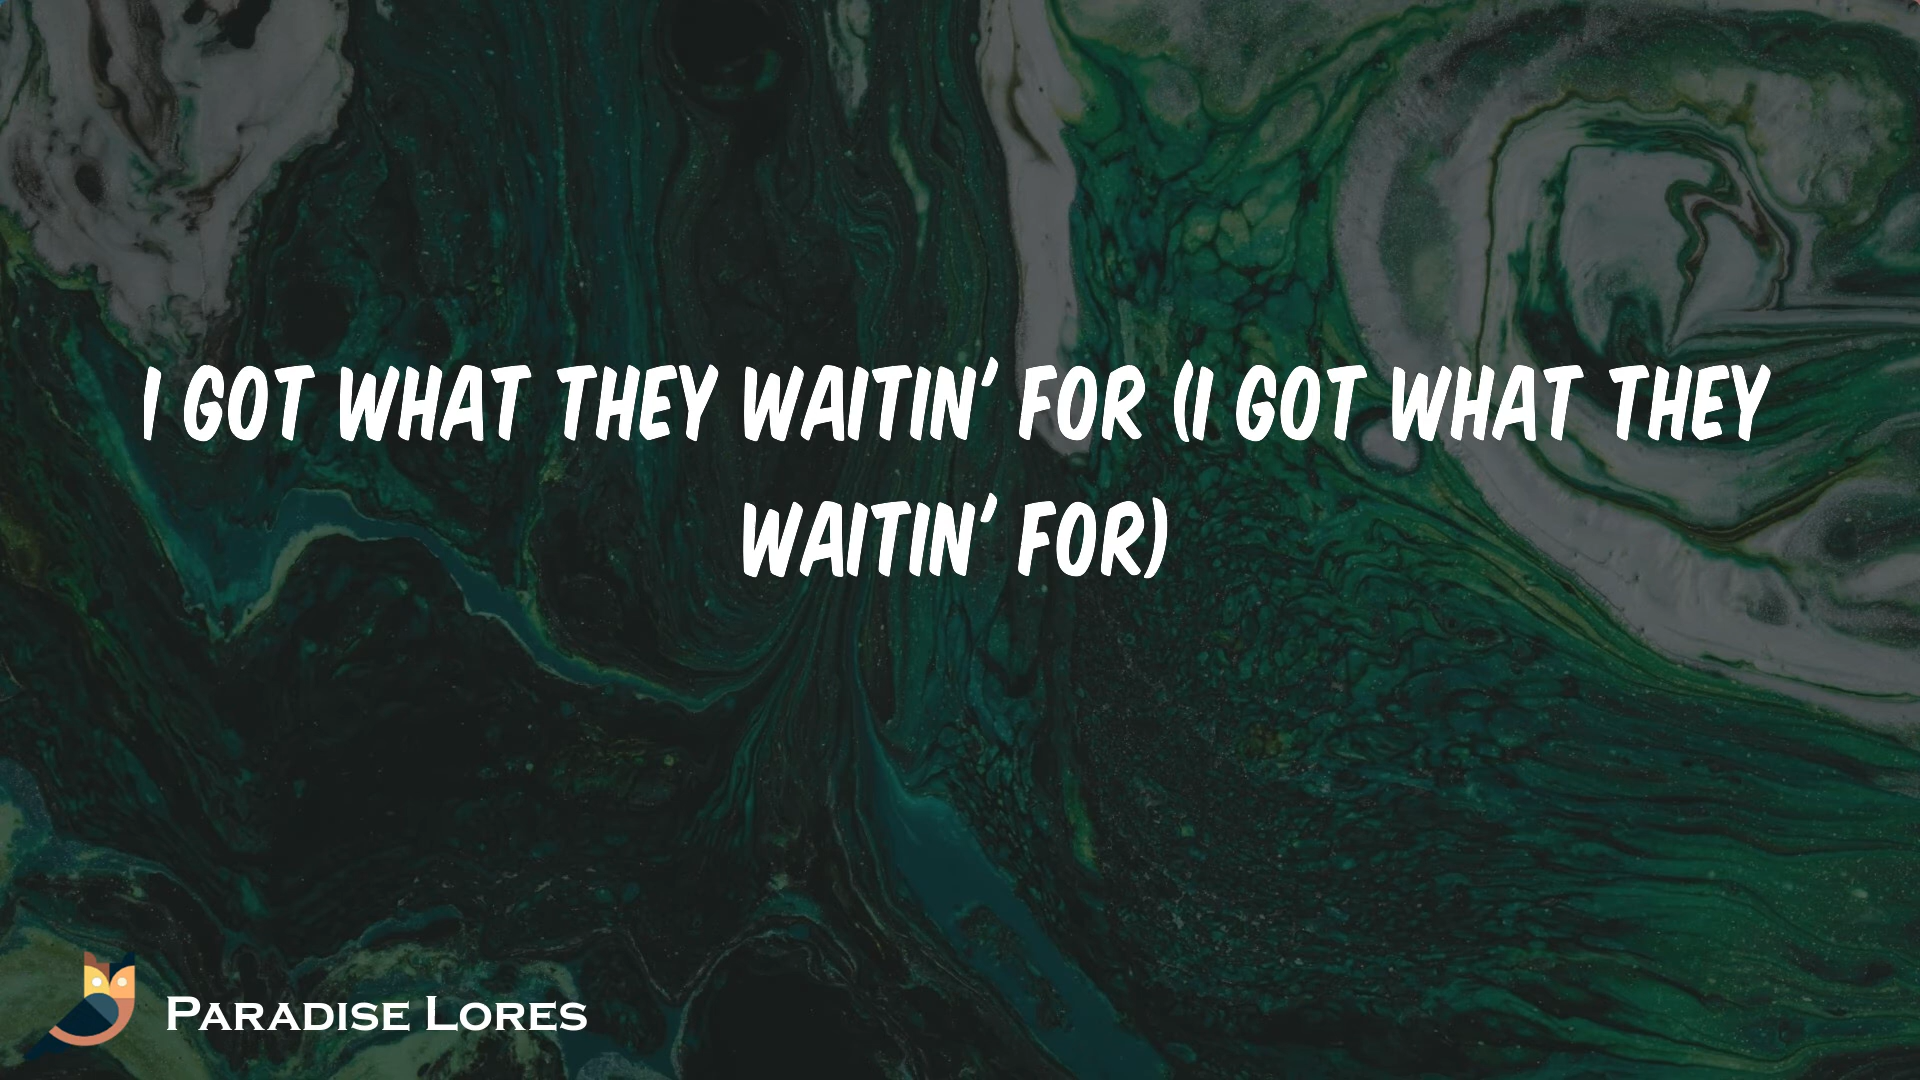 I GOT WHAT THEY WAITIN' FOR (I GOT WHAT THEY
WAITIN' FOR)
PARADISE LORES